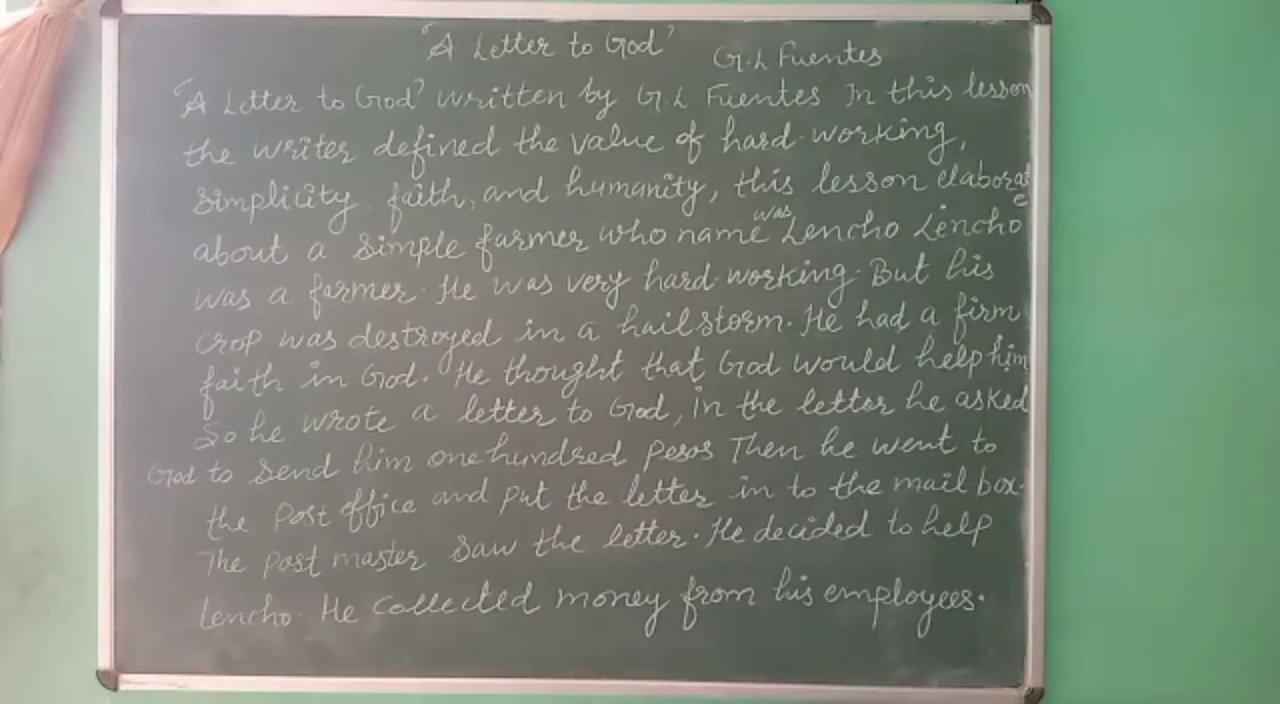 "A Letter to God"
G.L Fuentes
"A Letter to God" written by G.L Fuentes In this lesson
the writer defined the value of hard-working,
simplicity, faith, and humanity, this lesson elaborate
about a simple farmer who name was Lencho Lencho
was a farmer. He was very hard-working. But his
crop was destroyed in a hailstorm. He had a firm
faith in God. He thought that God would help him
So he wrote a letter to God, in the letter he asked
God to send him one hundred pesos Then he went to
the Post office and put the letter in to the mail box.
The post master saw the letter. He decided to help
Lencho. He collected money from his employees.